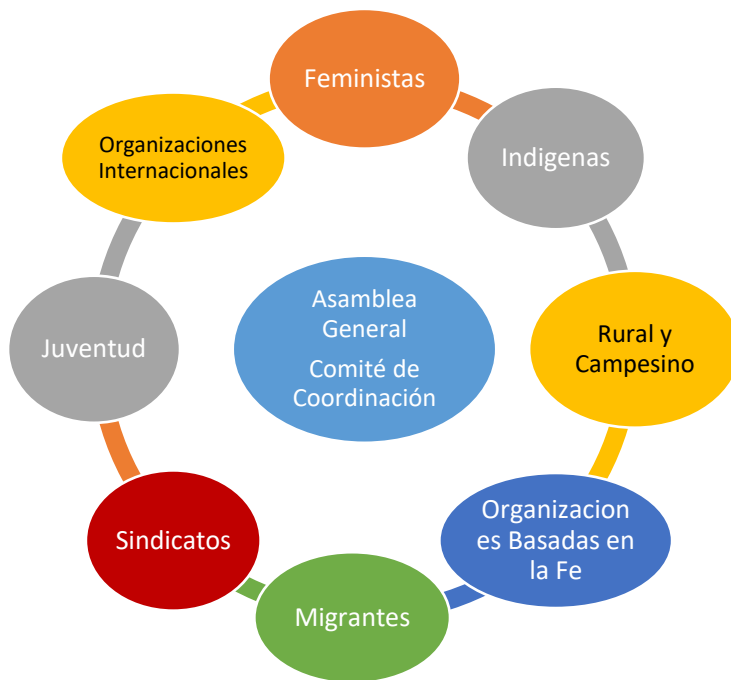 Feministas
Indigenas
Rural y
Campesino
Organizacion
es Basadas en
la Fe
Migrantes
Sindicatos
Juventud
Organizaciones
Internacionales
Asamblea
General
Comité de
Coordinación